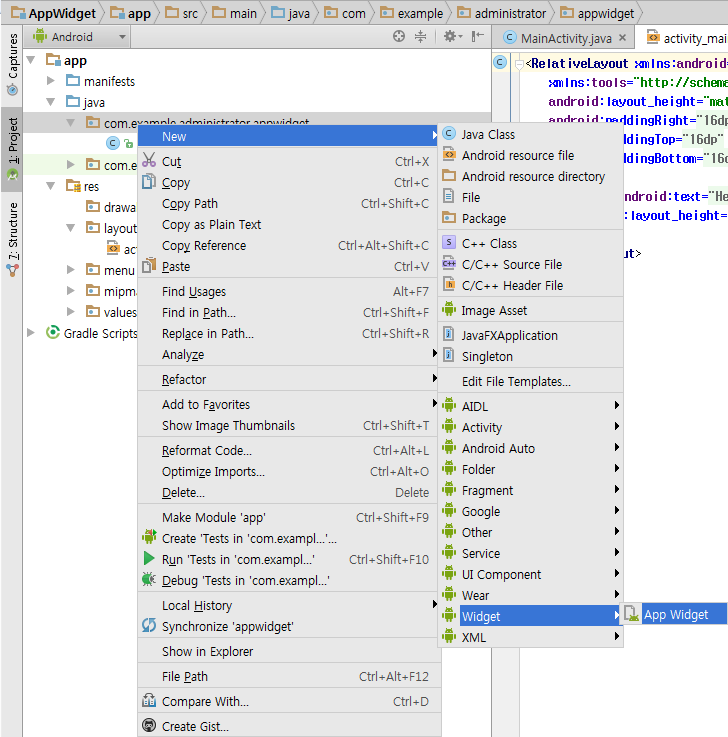 AppWidget app src main java com example administrator appwidget
Captures
1: Project
7: Structure
Android
app
manifests
java
com.example.administrator.appwidget
com.e
res
drawa
layout
ac
menu
mipm
values
Gradle Scripts
New
Cut Ctrl+X
Copy Ctrl+C
Copy Path Ctrl+Shift+C
Copy as Plain Text
Copy Reference Ctrl+Alt+Shift+C
Paste Ctrl+V
Find Usages Alt+F7
Find in Path... Ctrl+Shift+F
Replace in Path... Ctrl+Shift+R
Analyze
Refactor
Add to Favorites
Show Image Thumbnails Ctrl+Shift+T
Reformat Code... Ctrl+Alt+L
Optimize Imports... Ctrl+Alt+O
Delete... Delete
Make Module 'app' Ctrl+Shift+F9
Create 'Tests in 'com.exampl...'...
Run 'Tests in 'com.exampl...' Ctrl+Shift+F10
Debug 'Tests in 'com.exampl...'
Local History
Synchronize 'appwidget'
Show in Explorer
File Path Ctrl+Alt+F12
Compare With... Ctrl+D
Create Gist...
Java Class
Android resource file
Android resource directory
File
Package
C++ Class
C/C++ Source File
C/C++ Header File
Image Asset
JavaFXApplication
Singleton
Edit File Templates...
AIDL
Activity
Android Auto
Folder
Fragment
Google
Other
Service
UI Component
Wear
Widget
XML
App Widget
MainActivity.java × activity_mai
<RelativeLayout xmlns:android=
xmlns:tools="http://scheme
android:layout_height="mat
android:paddingRight="16dp
ddingTop="16dp"
ddingBottom="16d
ndroid:text="He
:layout_height=
out>